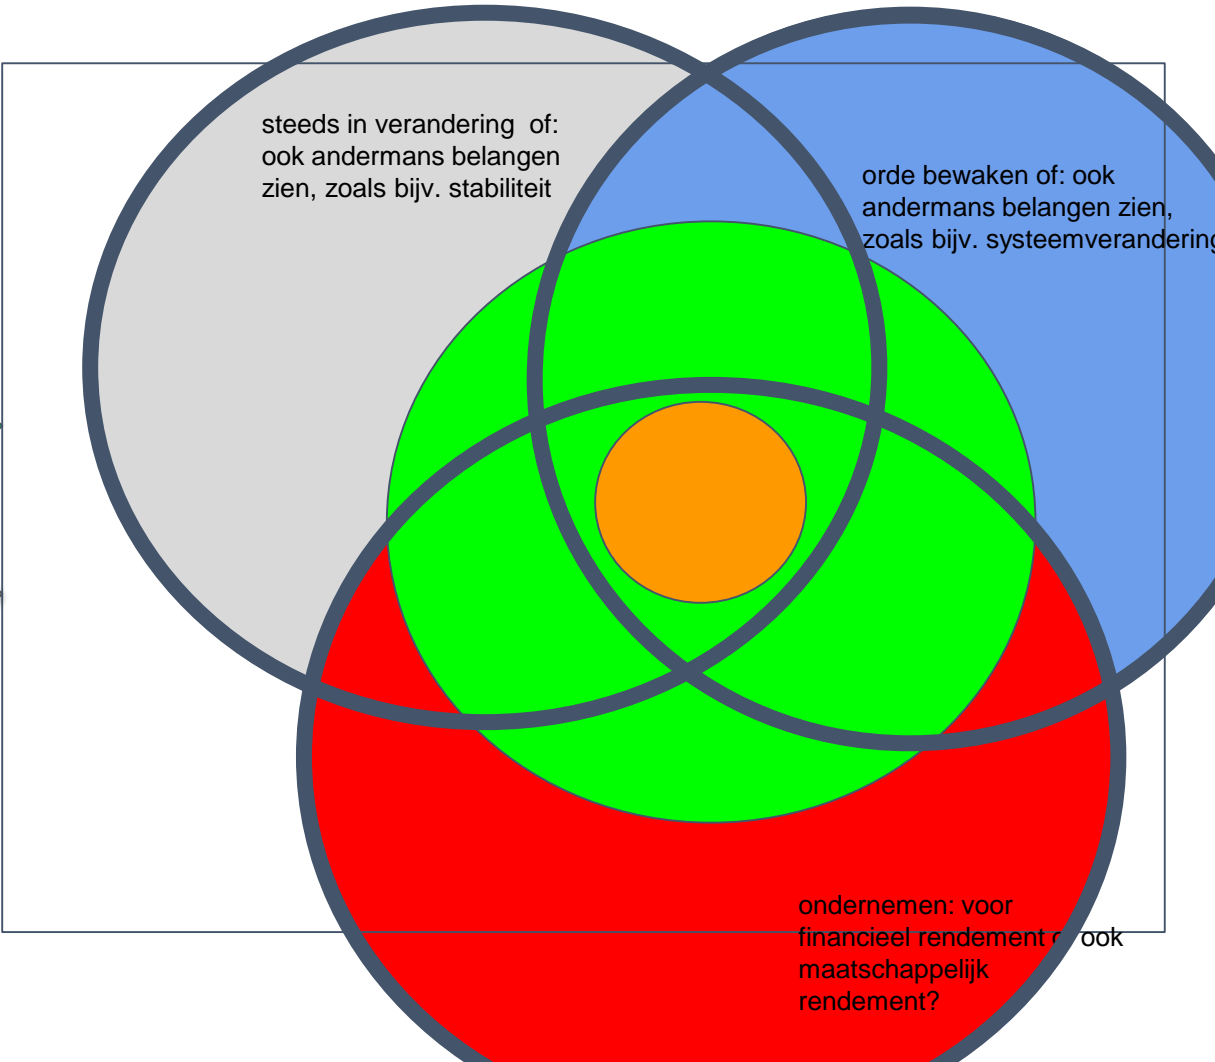 steeds in verandering  of:
ook andermans belangen
zien, zoals bijv. stabiliteit
orde bewaken of: ook
andermans belangen zien,
zoals bijv. systeemverandering
ondernemen: voor
financieel rendement of ook
maatschappelijk
rendement?